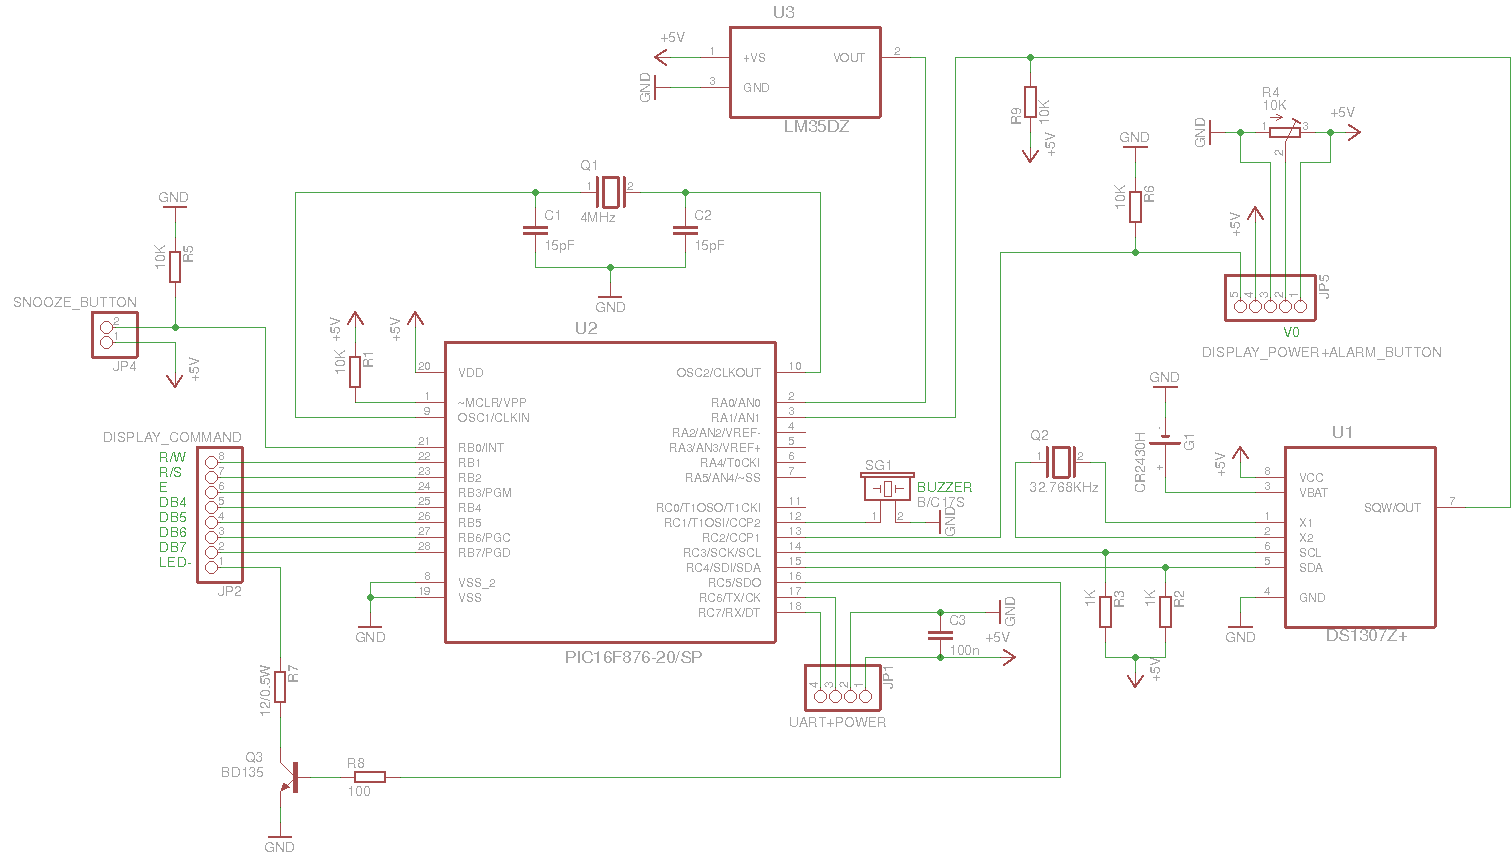 U3
+5V
1
+VS
VOUT
2
GND
3
GND
LM35DZ
R9
10K
+5V
R4
10K
GND
1
3
2
+5V
GND
10K
R6
+5V
5
4
3
2
1
JP5
V0
DISPLAY_POWER+ALARM_BUTTON
Q1
1
2
4MHz
C1
15pF
C2
15pF
GND
GND
10K
R5
SNOOZE_BUTTON
2
1
JP4
+5V
+5V
10K
R1
+5V
U2
20
VDD
1
~MCLR/VPP
9
OSC1/CLKIN
21
RB0/INT
22
RB1
23
RB2
24
RB3/PGM
25
RB4
26
RB5
27
RB6/PGC
28
RB7/PGD
8
VSS_2
19
VSS
GND
OSC2/CLKOUT
10
RA0/AN0
2
RA1/AN1
3
RA2/AN2/VREF-
4
RA3/AN3/VREF+
5
RA4/T0CKI
6
RA5/AN4/~SS
7
RC0/T1OSO/T1CKI
11
RC1/T1OSI/CCP2
12
RC2/CCP1
13
RC3/SCK/SCL
14
RC4/SDI/SDA
15
RC5/SDO
16
RC6/TX/CK
17
RC7/RX/DT
18
PIC16F876-20/SP
DISPLAY_COMMAND
R/W
8
R/S
7
E
6
DB4
5
DB5
4
DB6
3
DB7
2
LED-
1
JP2
12/0.5W
R7
Q3
BD135
R8
100
GND
SG1
BUZZER
B/C17S
1
2
GND
C3
100n
GND
+5V
4
3
2
1
JP1
UART+POWER
Q2
1
2
32.768KHz
GND
CR2430H
-
+
G1
+5V
U1
8
VCC
3
VBAT
1
X1
2
X2
6
SCL
5
SDA
4
GND
SQW/OUT
7
DS1307Z+
GND
1K
R3
1K
R2
+5V